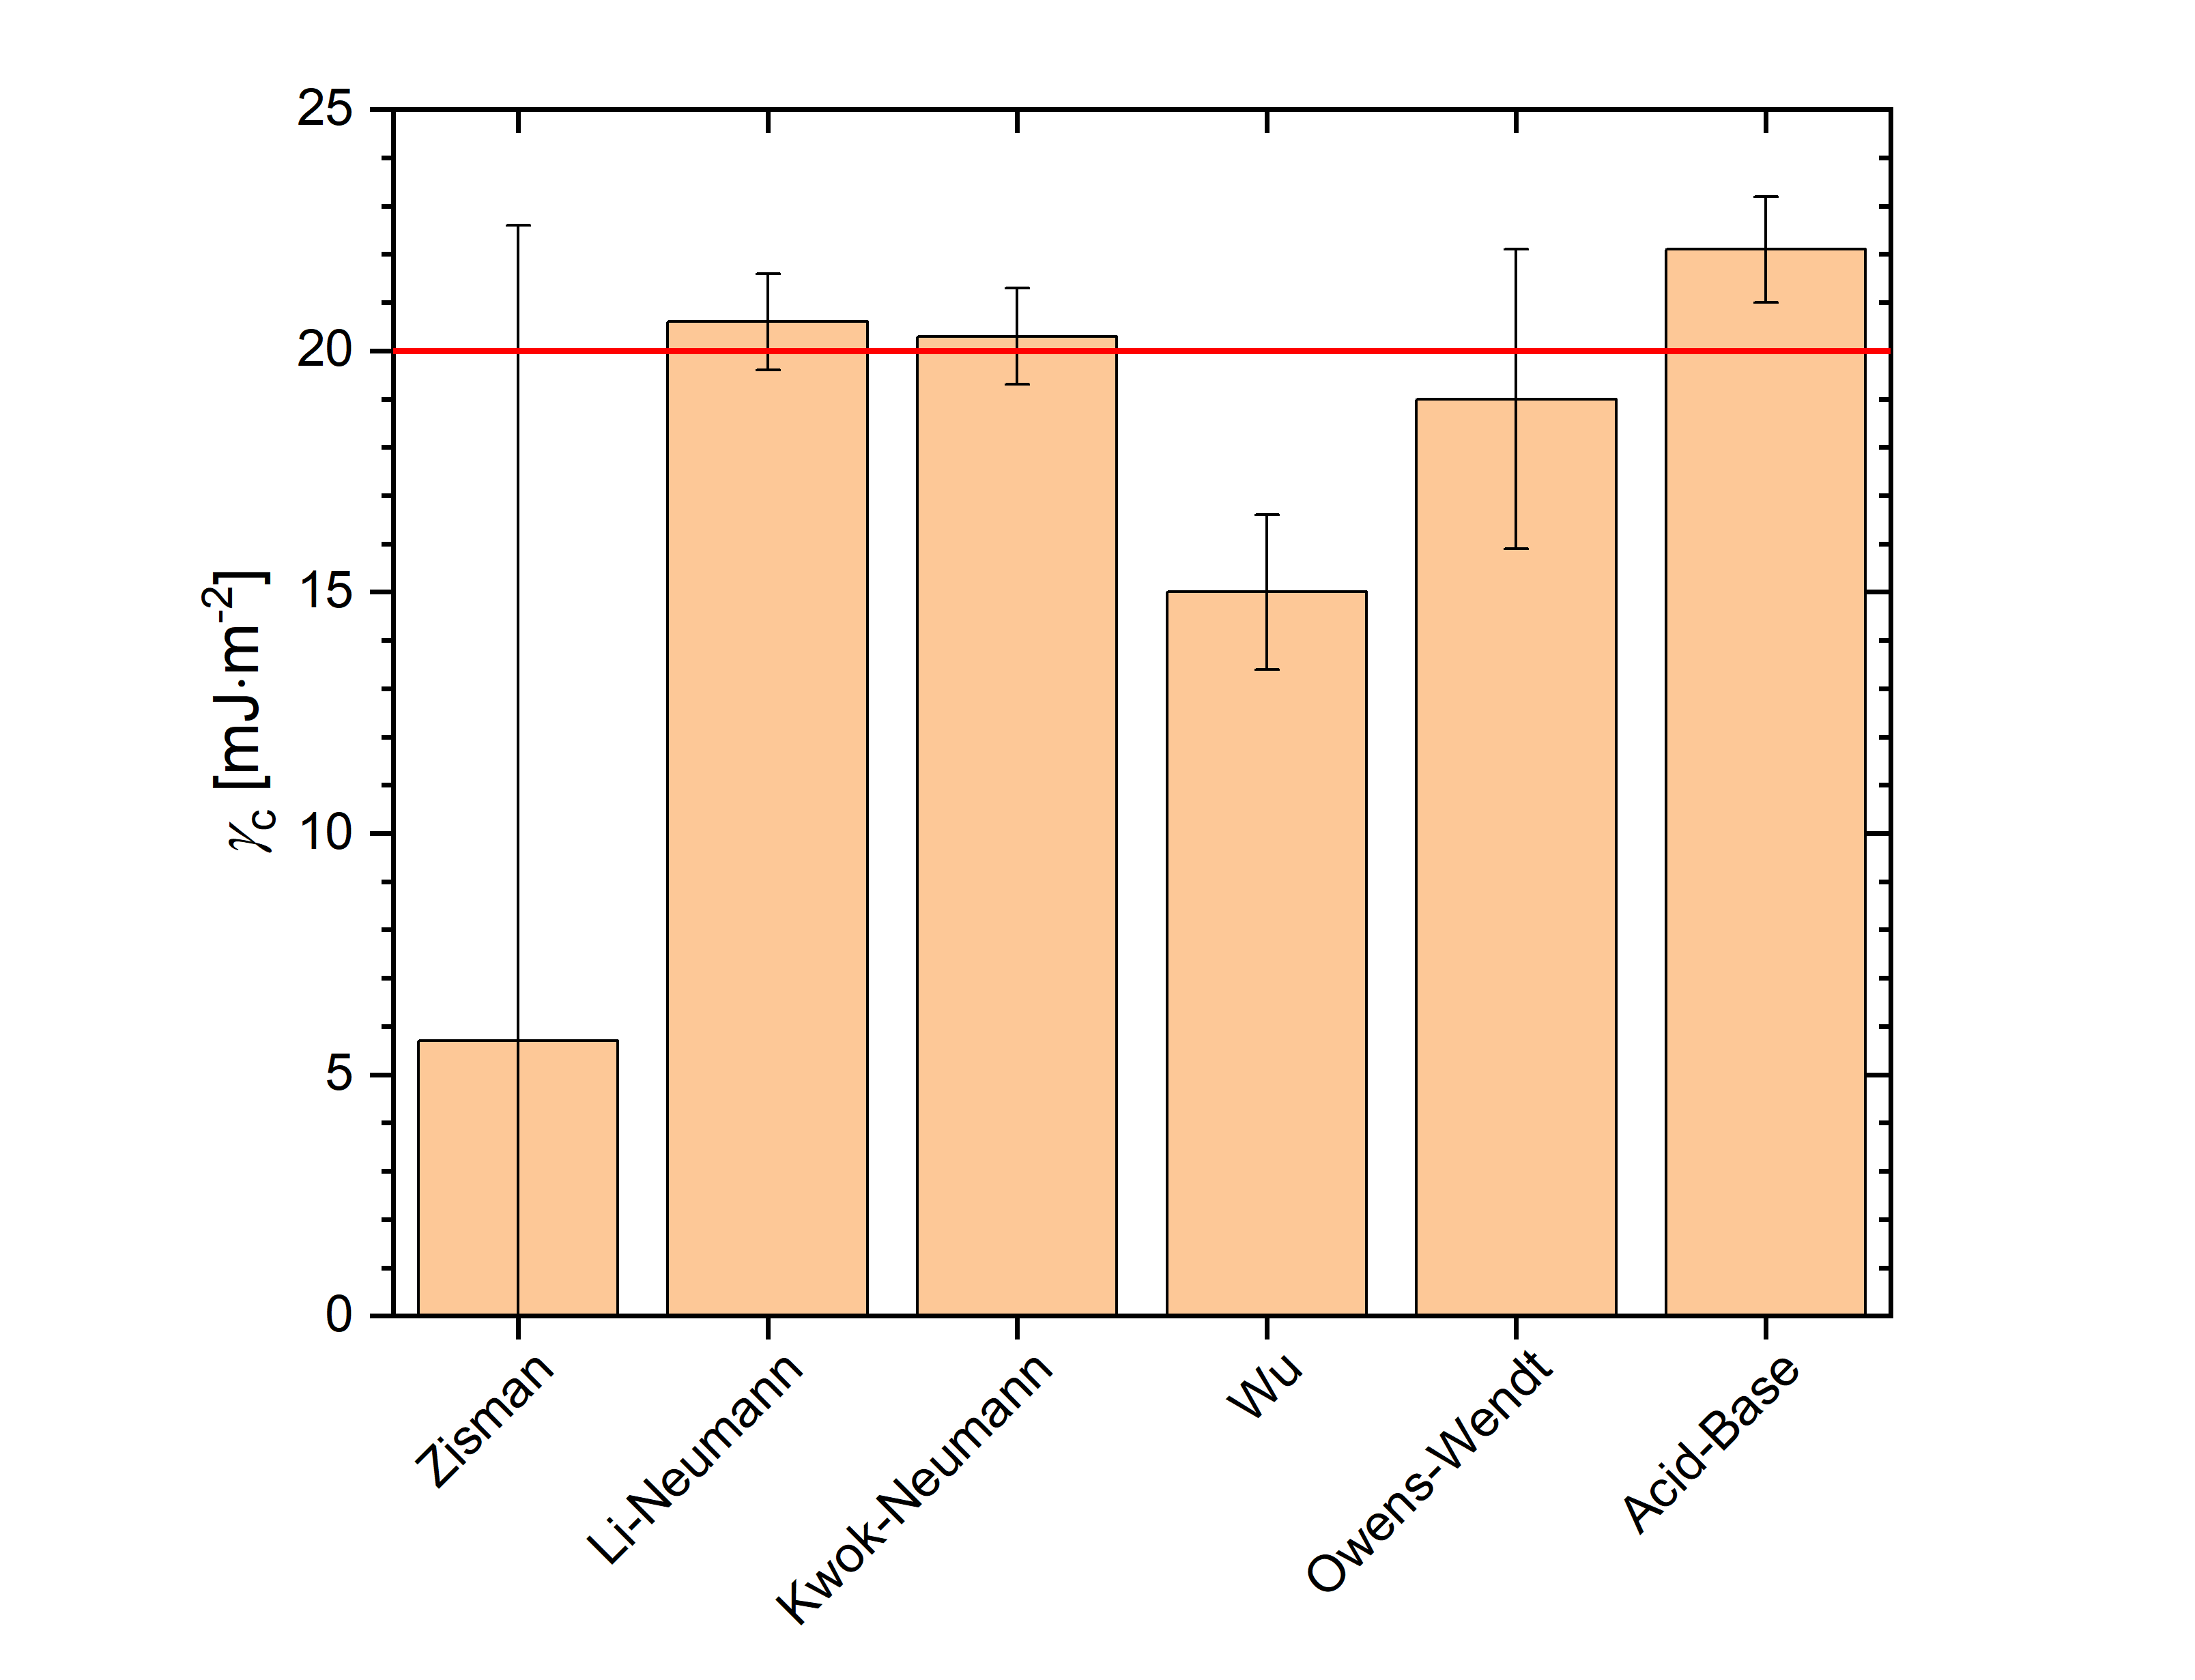 25
20
15
10
5
0
γc [mJ·m-2]
Zisman
Li-Neumann
Kwok-Neumann
Wu
Owens-Wendt
Acid-Base